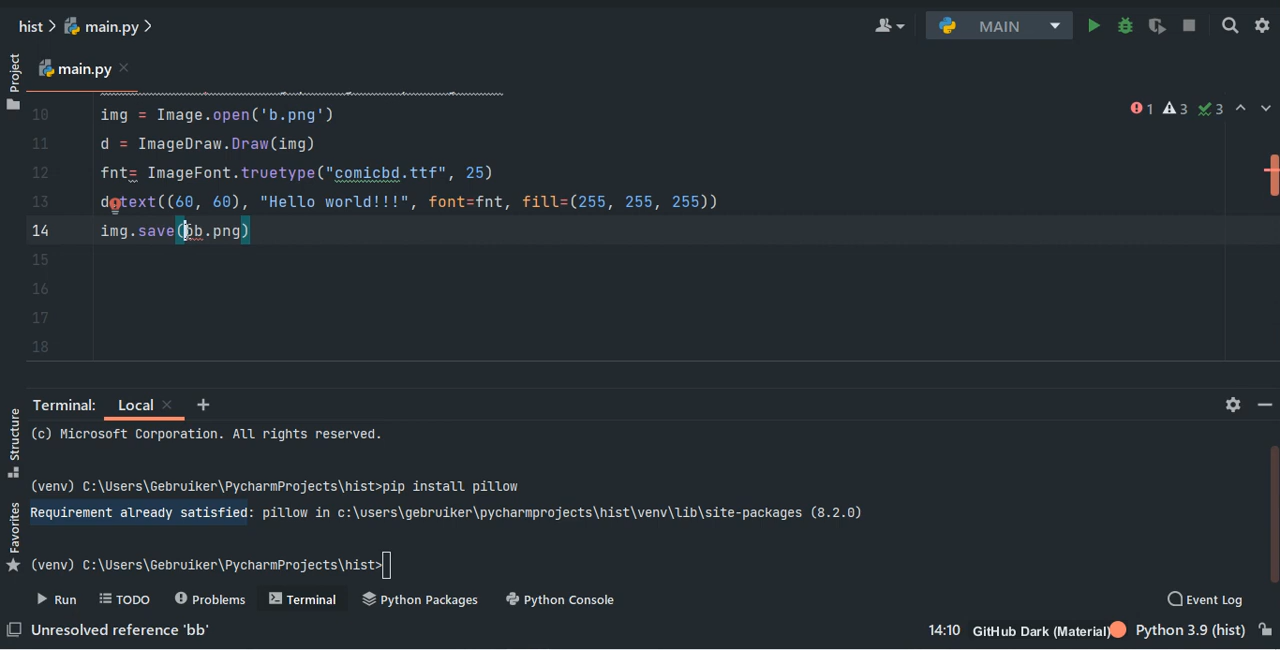 hist main.py
MAIN
Project
main.py
10 img = Image.open('b.png')
1 3 3
11 d = ImageDraw.Draw(img)
12 fnt= ImageFont.truetype("comicbd.ttf", 25)
13 d.text((60, 60), "Hello world!!!", font=fnt, fill=(255, 255, 255))
14 img.save(bb.png)
15
16
17
18
Terminal: Local
Structure
(c) Microsoft Corporation. All rights reserved.
(venv) C:\Users\Gebruiker\PycharmProjects\hist>pip install pillow
Requirement already satisfied: pillow in c:\users\gebruiker\pycharmprojects\hist\venv\lib\site-packages (8.2.0)
Favorites
(venv) C:\Users\Gebruiker\PycharmProjects\hist>
Run TODO Problems Terminal Python Packages Python Console Event Log
Unresolved reference 'bb' 14:10 GitHub Dark (Material) Python 3.9 (hist)